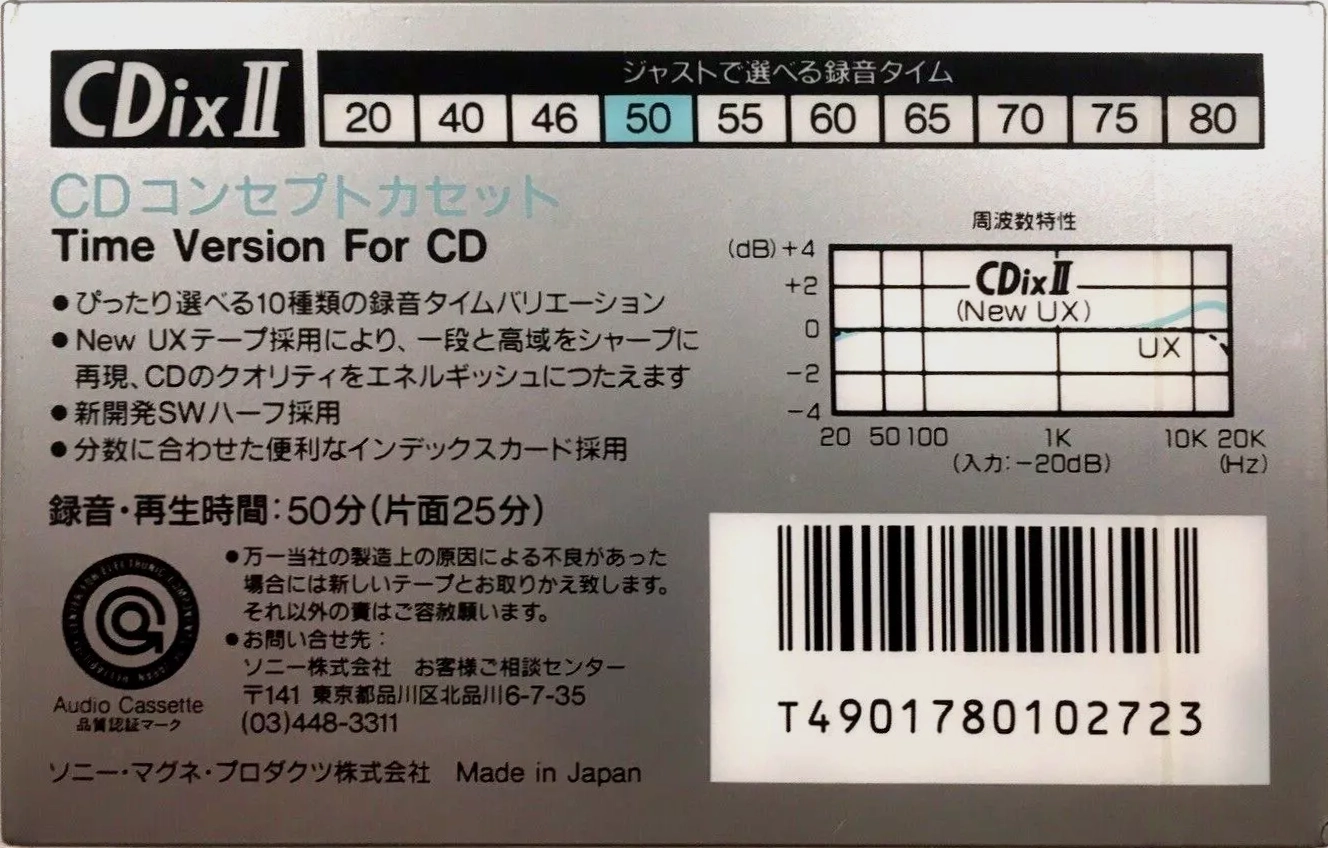 CDixⅡ
ジャストで選べる録音タイム
20 40 46 50 55 60 65 70 75 80
CDコンセプトカセット
Time Version For CD
●ぴったり選べる10種類の録音タイムバリエーション
●New UXテープ採用により、一段と高域をシャープに
再現、CDのクオリティをエネルギッシュにつたえます
●新開発SWハーフ採用
●分数に合わせた便利なインデックスカード採用
録音・再生時間:50分(片面25分)
周波数特性
(dB) +4
+2
0
-2
-4
CDixⅡ
(New UX)
UX
20 50 100 1K 10K 20K
(入力:-20dB) (Hz)
●万一当社の製造上の原因による不良があった
場合には新しいテープとお取りかえ致します。
それ以外の責はご容赦願います。
●お問い合せ先:
ソニー株式会社 お客様ご相談センター
〒141 東京都品川区北品川6-7-35
(03)448-3311
Audio Cassette
品質認証マーク
ソニー・マグネ・プロダクツ株式会社 Made in Japan
T4901780102723